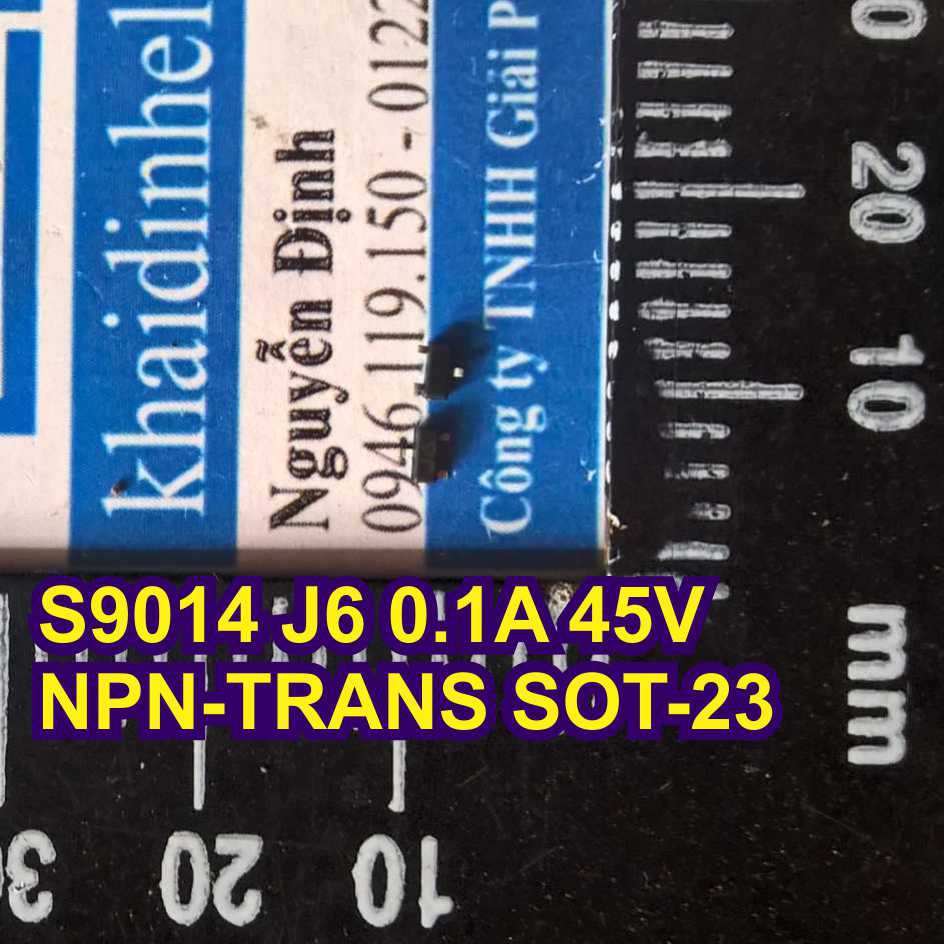 khaidinhel
Nguyễn Định
0946.119.150 - 0122
Công ty TNHH Giải P
20
10
mm
S9014 J6 0.1A 45V
NPN-TRANS SOT-23
20
10